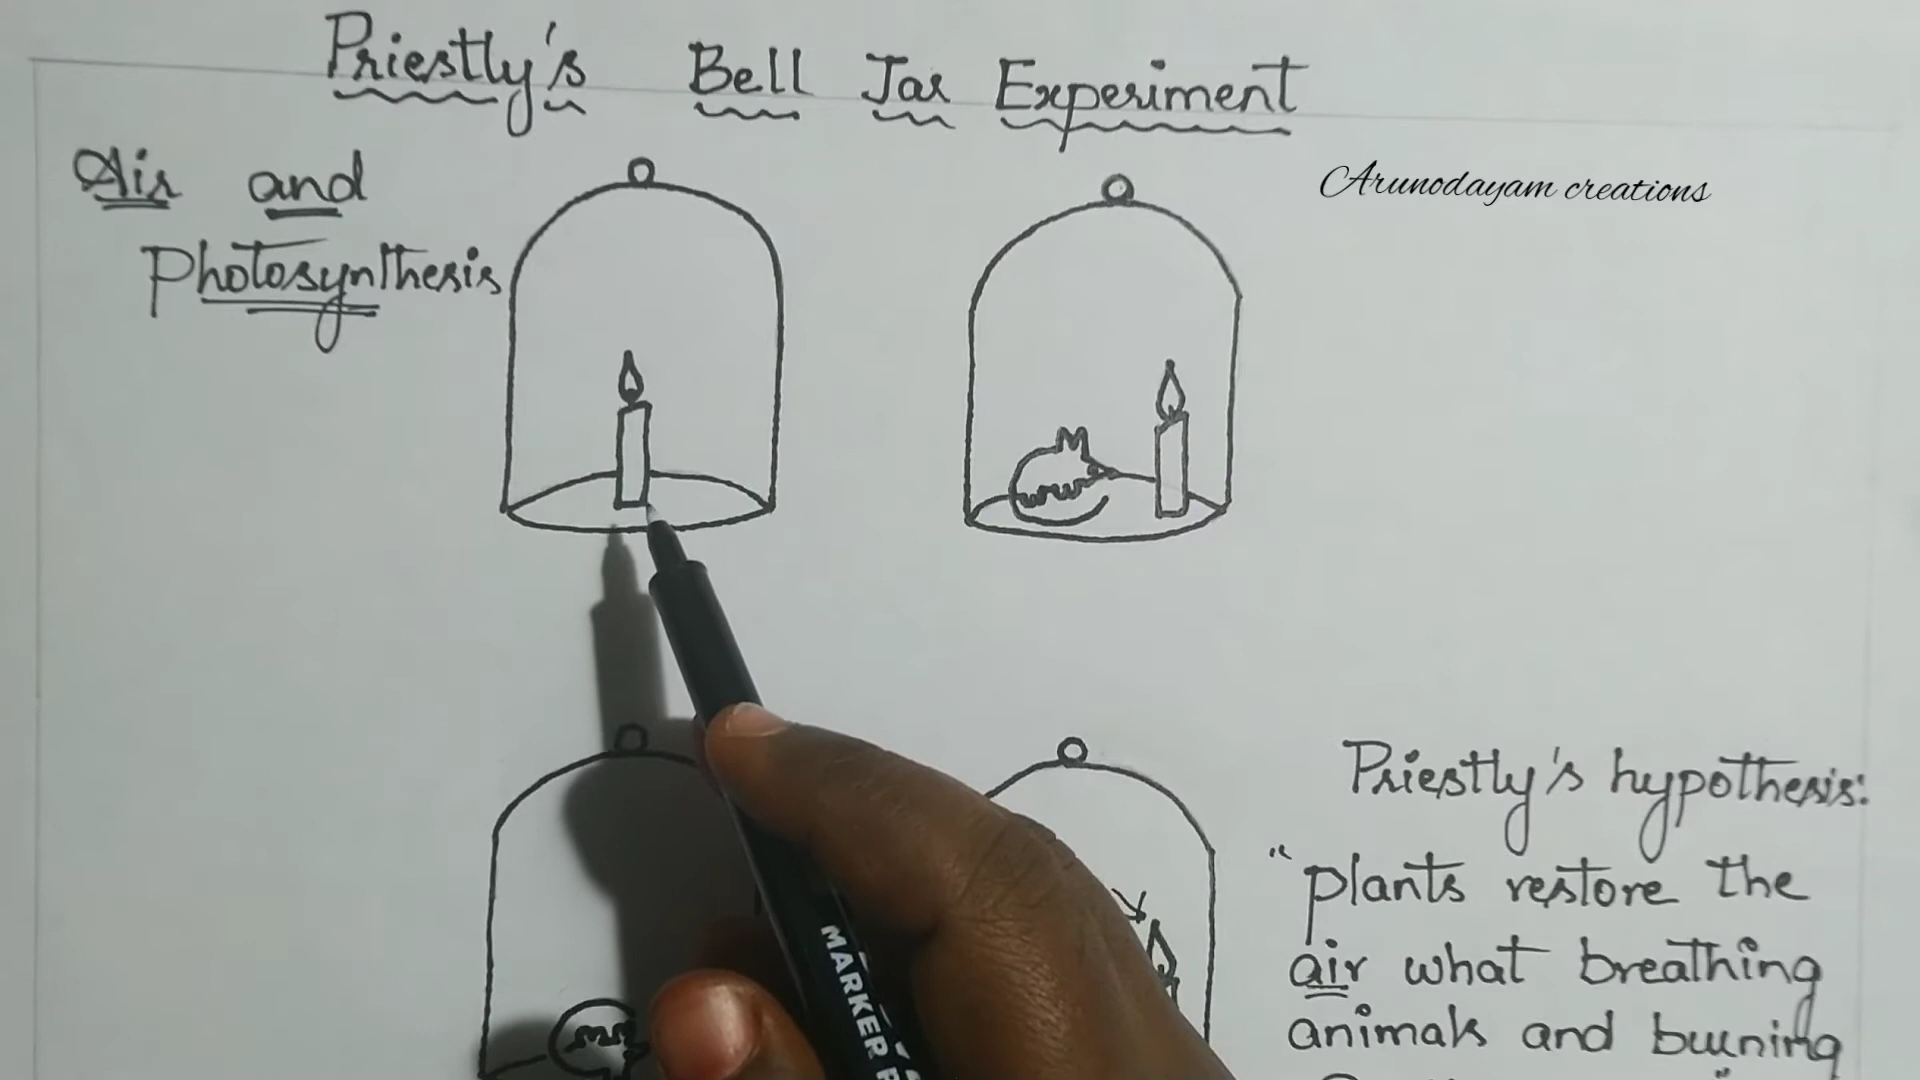 Priestly's Bell Jar Experiment
Air and
Photosynthesis
Arunodayam creations
Priestly's hypothesis:
"plants restore the
air what breathing
animals and burning
MARKER